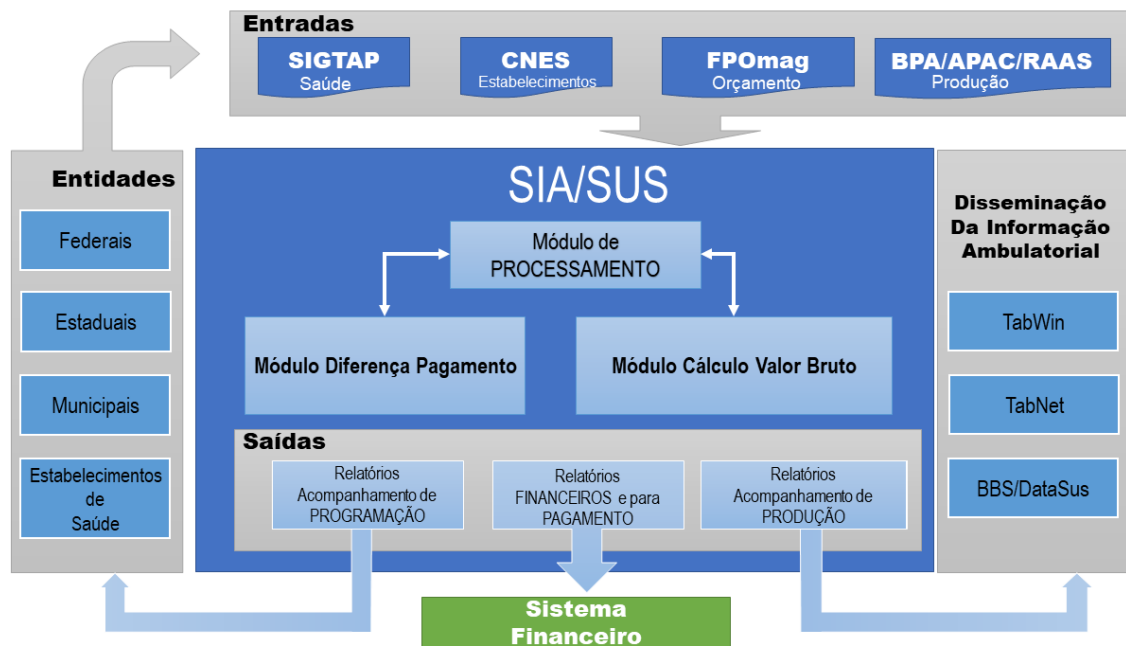 Entradas
SIGTAP
Saúde
CNES
Estabelecimentos
FPOmag
Orçamento
BPA/APAC/RAAS
Produção
Entidades
Federais
Estaduais
Municipais
Estabelecimentos
de
Saúde
SIA/SUS
Módulo de
PROCESSAMENTO
Módulo Diferença Pagamento
Módulo Cálculo Valor Bruto
Saídas
Relatórios
Acompanhamento de
PROGRAMAÇÃO
Relatórios
FINANCEIROS e para
PAGAMENTO
Relatórios
Acompanhamento de
PRODUÇÃO
Disseminação
Da Informação
Ambulatorial
TabWin
TabNet
BBS/DataSus
Sistema
Financeiro